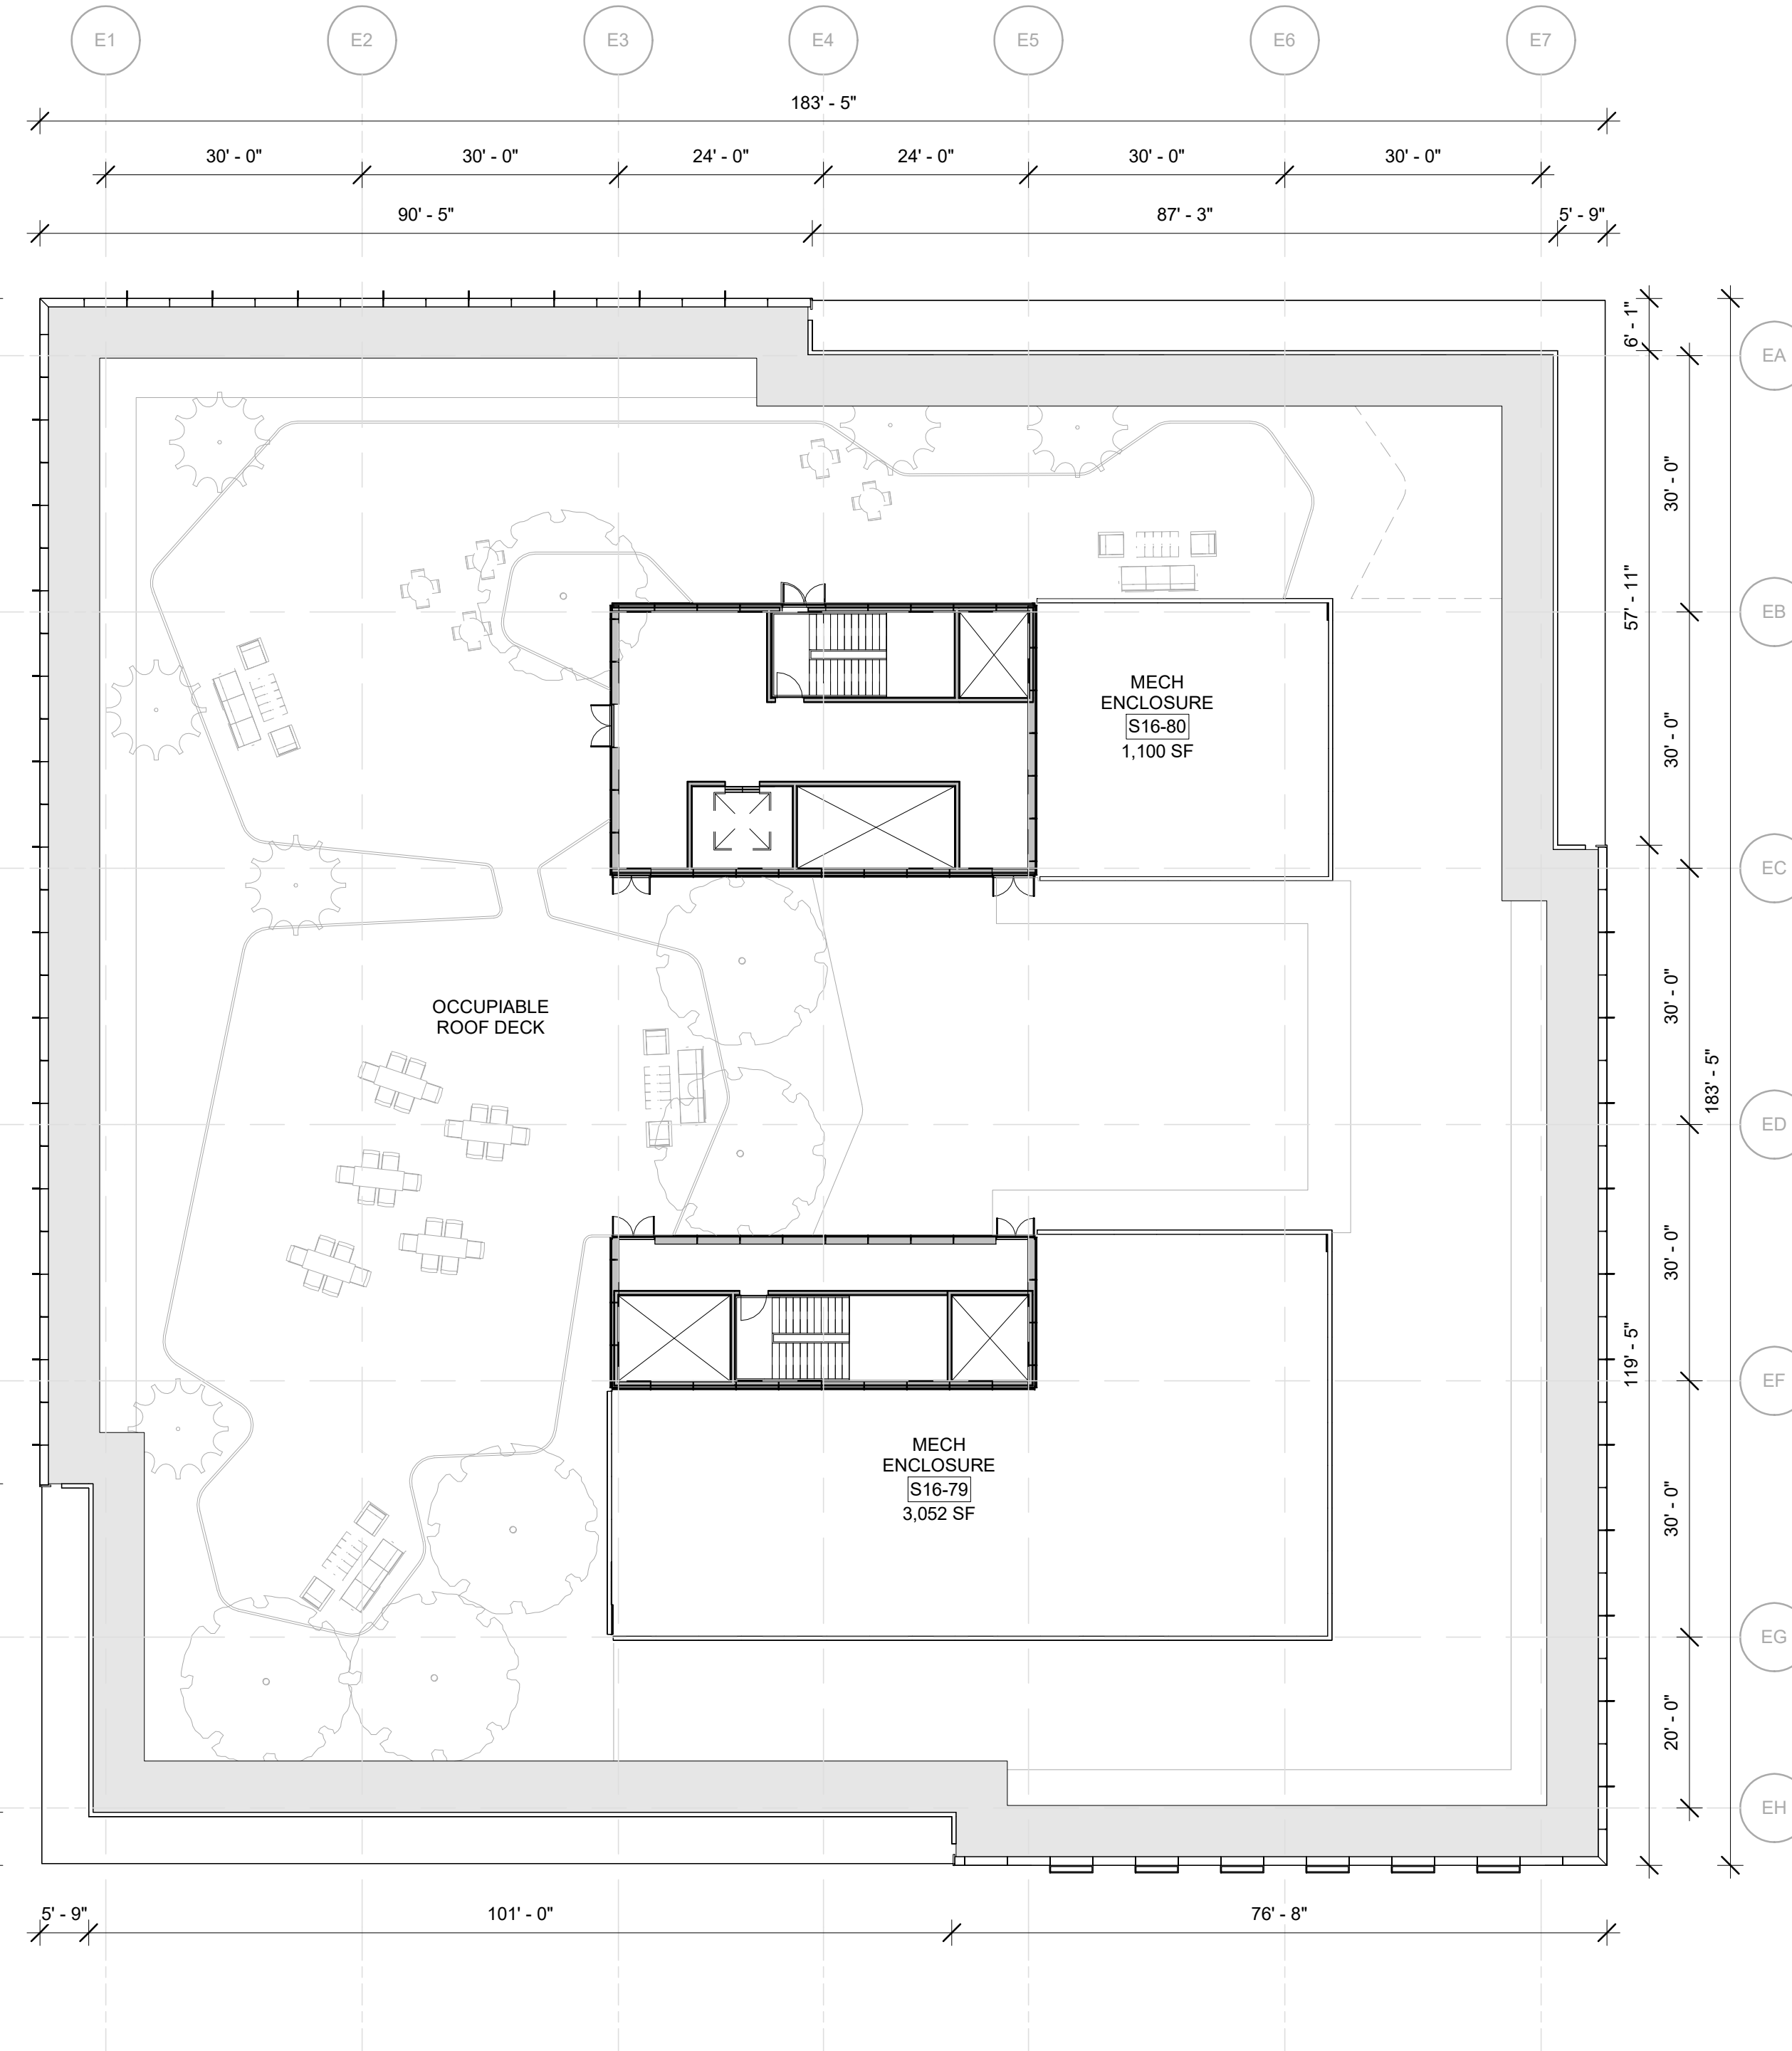 E1 E2 E3 E4 E5 E6 E7
183' - 5"
30' - 0" 30' - 0" 24' - 0" 24' - 0" 30' - 0" 30' - 0"
90' - 5" 87' - 3" 5' - 9"
6' - 1"
EA
30' - 0"
57' - 11"
EB
MECH
ENCLOSURE
S16-80
1,100 SF
30' - 0"
EC
30' - 0"
OCCUPIABLE
ROOF DECK
183' - 5"
ED
30' - 0"
119' - 5"
EF
MECH
ENCLOSURE
S16-79
3,052 SF
30' - 0"
EG
20' - 0"
EH
5' - 9" 101' - 0" 76' - 8"